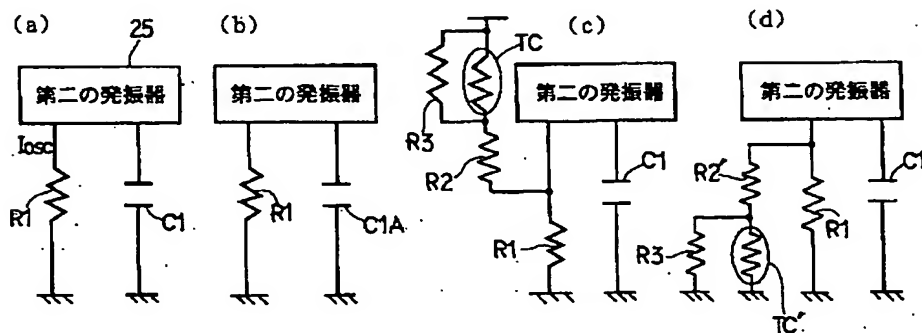 (a)
25
第二の発振器
Iosc
R1
C1
(b)
第二の発振器
R1
C1A
(c)
TC
R3
第二の発振器
R2
C1
R1
(d)
第二の発振器
C1
R2'
R1
R3
TC'